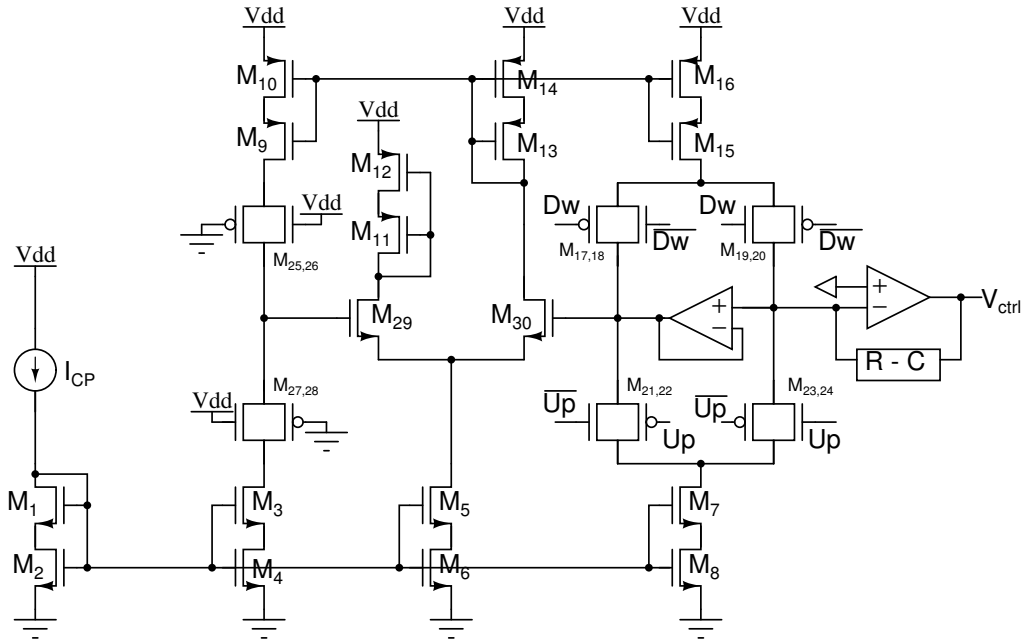 Vdd Vdd Vdd
M10 M14 M16
Vdd
M9 M12 M13 M15
Vdd Dw Dw
M11 Dw Dw
M25,26 M17,18 M19,20
Vdd
M29 M30 + + Vctrl
− −
ICP R - C
M27,28 M21,22 M23,24
Vdd Up Up
Up Up
M1 M3 M5 M7
M2 M4 M6 M8